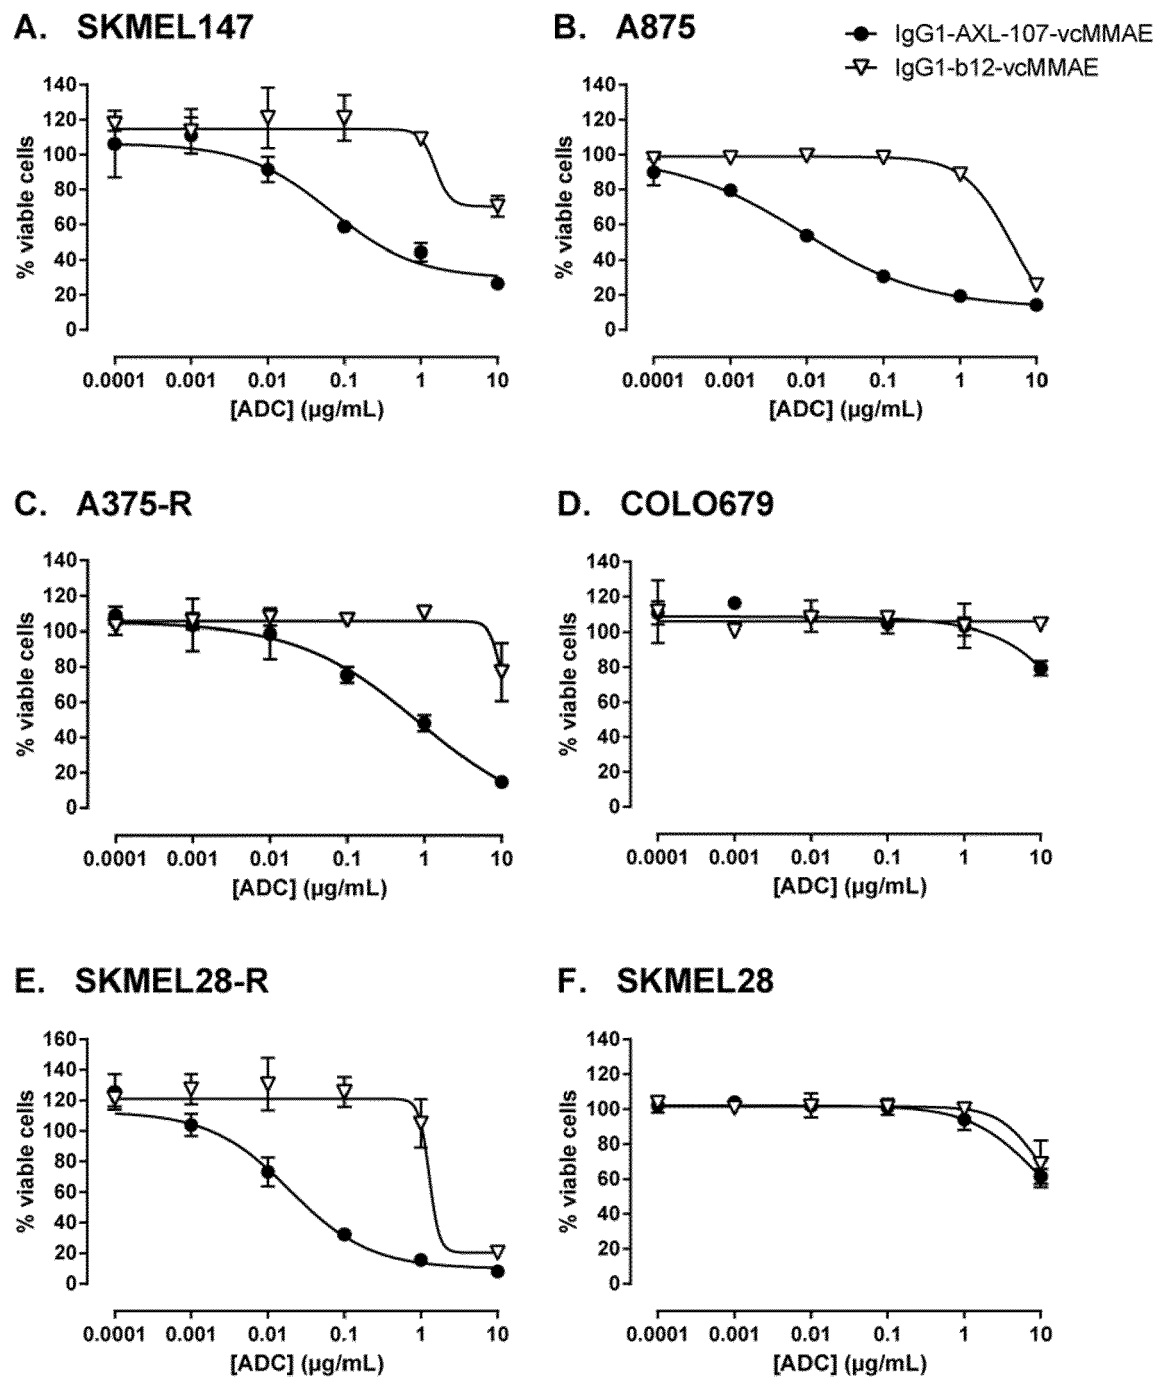 A. SKMEL147
B. A875
IgG1-AXL-107-vcMMAE
IgG1-b12-vcMMAE
% viable cells
140
120
100
80
60
40
20
0
0.0001 0.001 0.01 0.1 1 10
[ADC] (µg/mL)
% viable cells
140
120
100
80
60
40
20
0
0.0001 0.001 0.01 0.1 1 10
[ADC] (µg/mL)
C. A375-R
% viable cells
140
120
100
80
60
40
20
0
0.0001 0.001 0.01 0.1 1 10
[ADC] (µg/mL)
D. COLO679
% viable cells
140
120
100
80
60
40
20
0
0.0001 0.001 0.01 0.1 1 10
[ADC] (µg/mL)
E. SKMEL28-R
% viable cells
160
140
120
100
80
60
40
20
0
0.0001 0.001 0.01 0.1 1 10
[ADC] (µg/mL)
F. SKMEL28
% viable cells
140
120
100
80
60
40
20
0
0.0001 0.001 0.01 0.1 1 10
[ADC] (µg/mL)